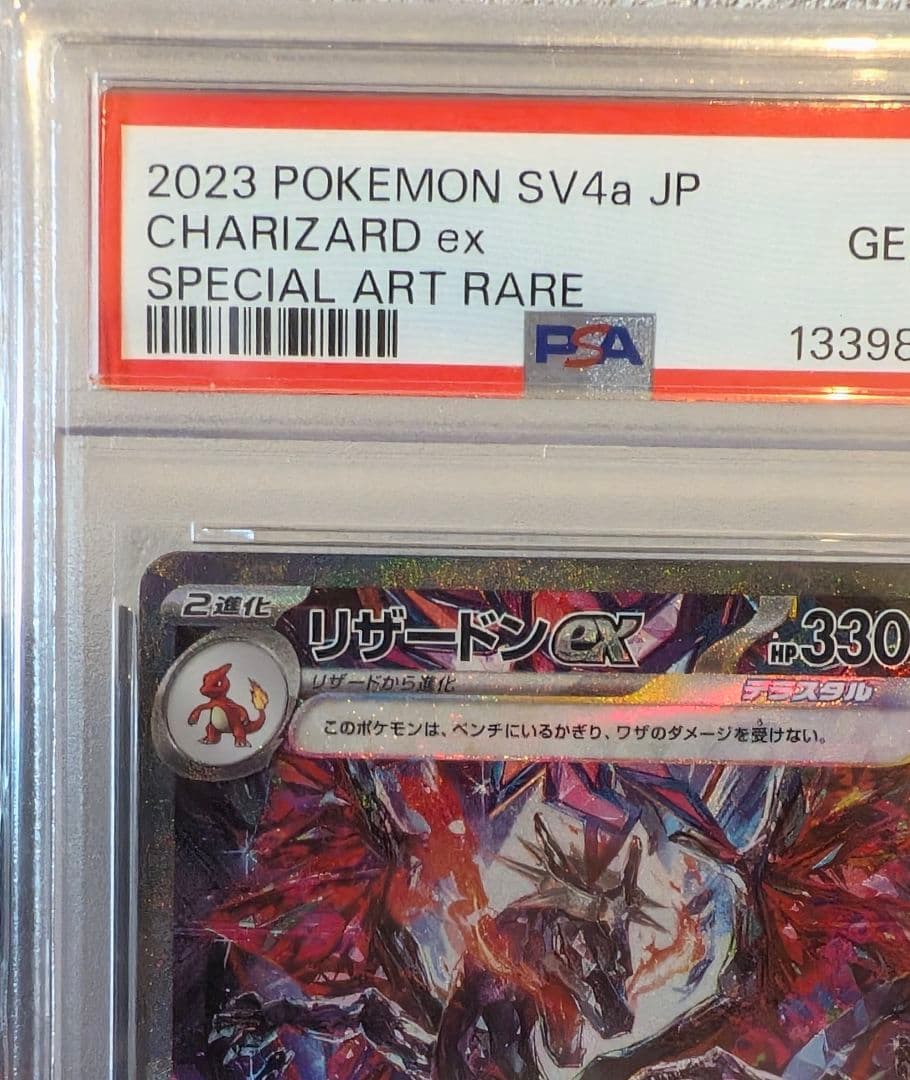 2023 POKEMON SV4a JP
CHARIZARD ex
GE
SPECIAL ART RARE
PSA
13398
2進化
リザードンex
HP330
リザードから進化
テラスタル
このポケモンは、ベンチにいるかぎり、ワザのダメージを受けない。